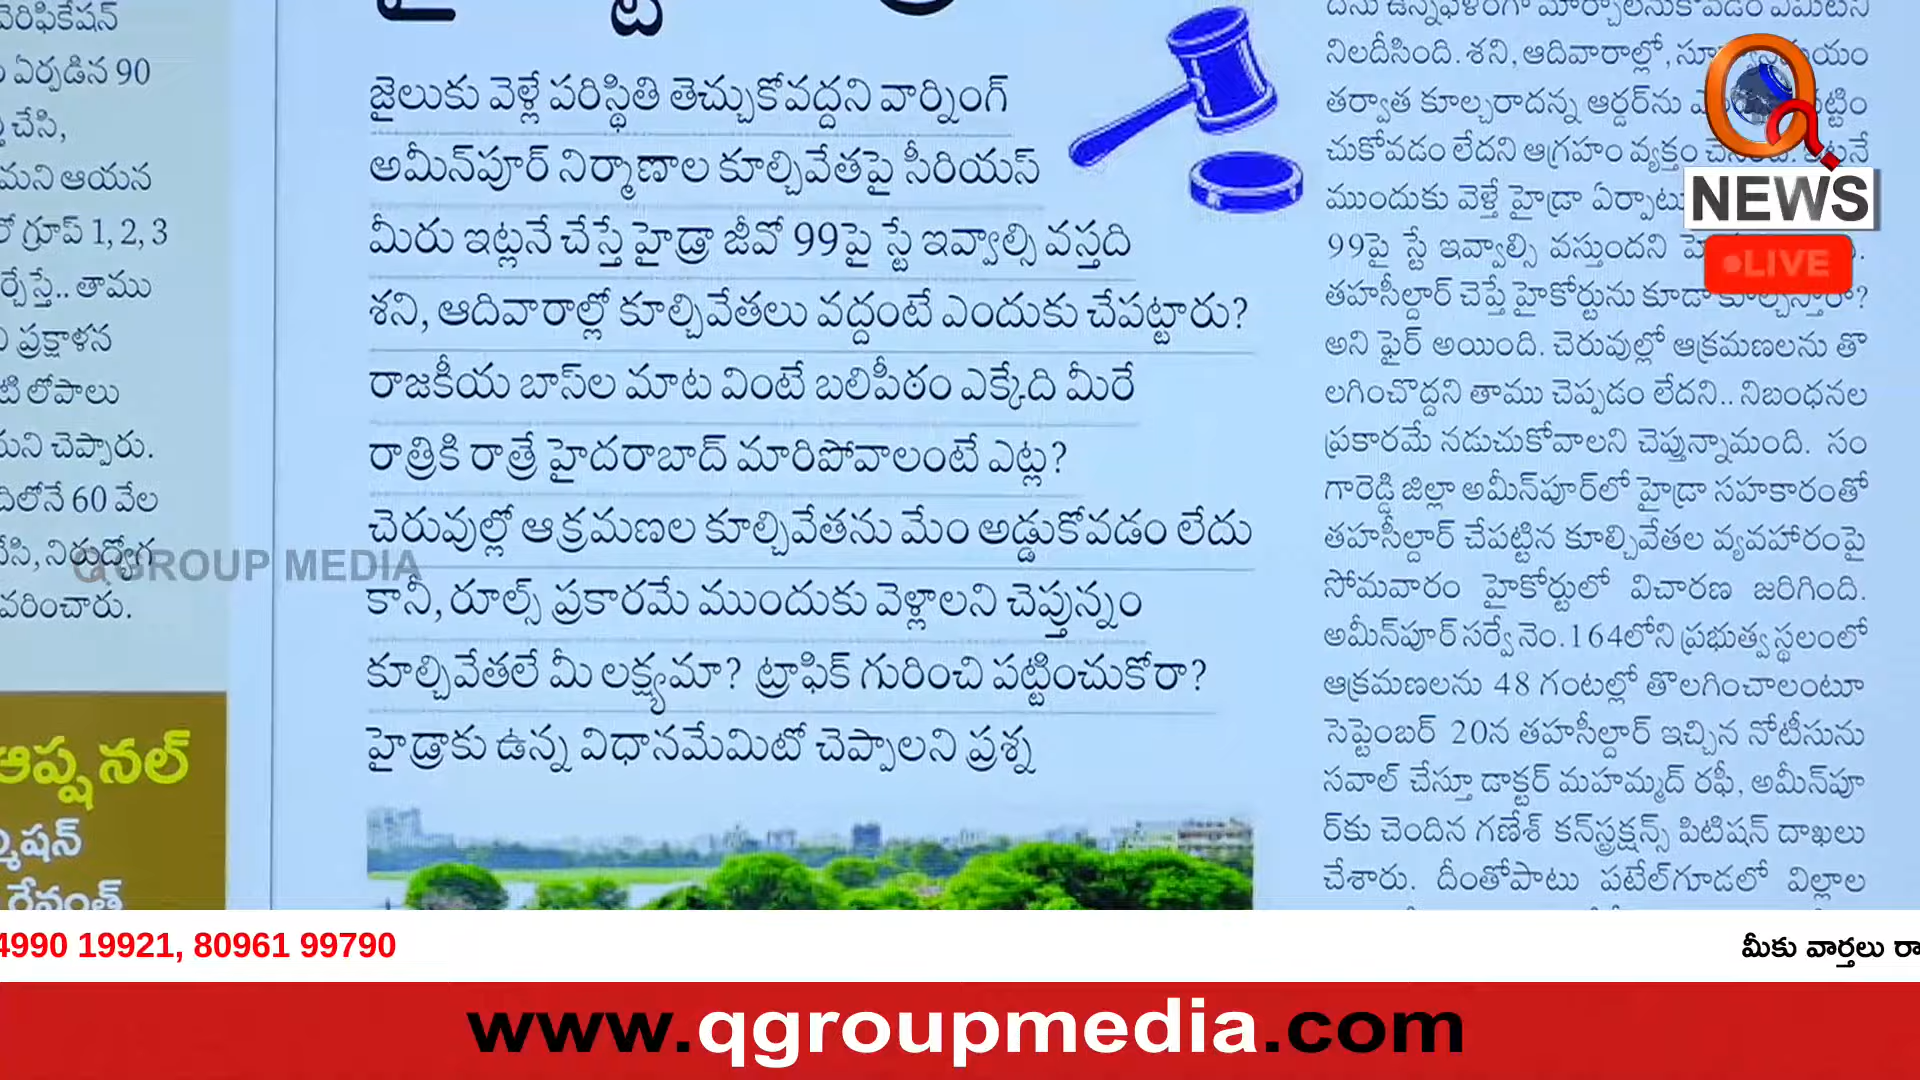 వెరిఫికేషన్
ఏర్పడిన 90
చేసి,
మని ఆయన
గ్రూప్ 1, 2, 3
ర్చేస్తే.. తాము
ప్రక్షాళన
లోపాలు
చెప్పారు.
60 వేల
నిరుద్యోగ
వరించారు.
ఆప్షనల్
రేవంత్
జైలుకు వెళ్లే పరిస్థితి తెచ్చుకోవద్దని వార్నింగ్
అమీన్‌పూర్ నిర్మాణాల కూల్చివేతపై సీరియస్
మీరు ఇట్లనే చేస్తే హైడ్రా జీవో 99పై స్టే ఇవ్వాల్సి వస్తది
శని, ఆదివారాల్లో కూల్చివేతలు వద్దంటే ఎందుకు చేపట్టారు?
రాజకీయ బాస్‌ల మాట వింటే బలిపీఠం ఎక్కేది మీరే
రాత్రికి రాత్రే హైదరాబాద్ మారిపోవాలంటే ఎట్ల?
చెరువుల్లో ఆక్రమణల కూల్చివేతను మేం అడ్డుకోవడం లేదు
కానీ, రూల్స్ ప్రకారమే ముందుకు వెళ్లాలని చెప్తున్నం
కూల్చివేతలే మీ లక్ష్యమా? ట్రాఫిక్ గురించి పట్టించుకోరా?
హైడ్రాకు ఉన్న విధానమేమిటో చెప్పాలని ప్రశ్న
నిలదీసింది. శని, ఆదివారాల్లో,
తర్వాత కూల్చరాదన్న ఆర్డర్‌ను
చుకోవడం లేదని ఆగ్రహం వ్యక్తం
ముందుకు వెళ్తే హైడ్రా ఏర్పాటు
99పై స్టే ఇవ్వాల్సి వస్తుందని
తహసీల్దార్ చెప్తే హైకోర్టును కూడా కూల్చేస్తారా?
అని ఫైర్ అయింది. చెరువుల్లో ఆక్రమణలను తొ
లగించొద్దని తాము చెప్పడం లేదని.. నిబంధనల
ప్రకారమే నడుచుకోవాలని చెప్తున్నామంది. సం
గారెడ్డి జిల్లా అమీన్‌పూర్‌లో హైడ్రా సహకారంతో
తహసీల్దార్ చేపట్టిన కూల్చివేతల వ్యవహారంపై
సోమవారం హైకోర్టులో విచారణ జరిగింది.
అమీన్‌పూర్ సర్వే నెం.164లోని ప్రభుత్వ స్థలంలో
ఆక్రమణలను 48 గంటల్లో తొలగించాలంటూ
సెప్టెంబర్ 20న తహసీల్దార్ ఇచ్చిన నోటీసును
సవాల్ చేస్తూ డాక్టర్ మహమ్మద్ రఫీ, అమీన్‌పూ
ర్‌కు చెందిన గణేశ్ కన్‌స్ట్రక్షన్స్ పిటిషన్ దాఖలు
చేశారు. దీంతోపాటు పటేల్‌గూడలో విల్లాల
Q
NEWS
LIVE
QGROUP MEDIA
4990 19921, 80961 99790
మీకు వార్తలు రా
www.qgroupmedia.com